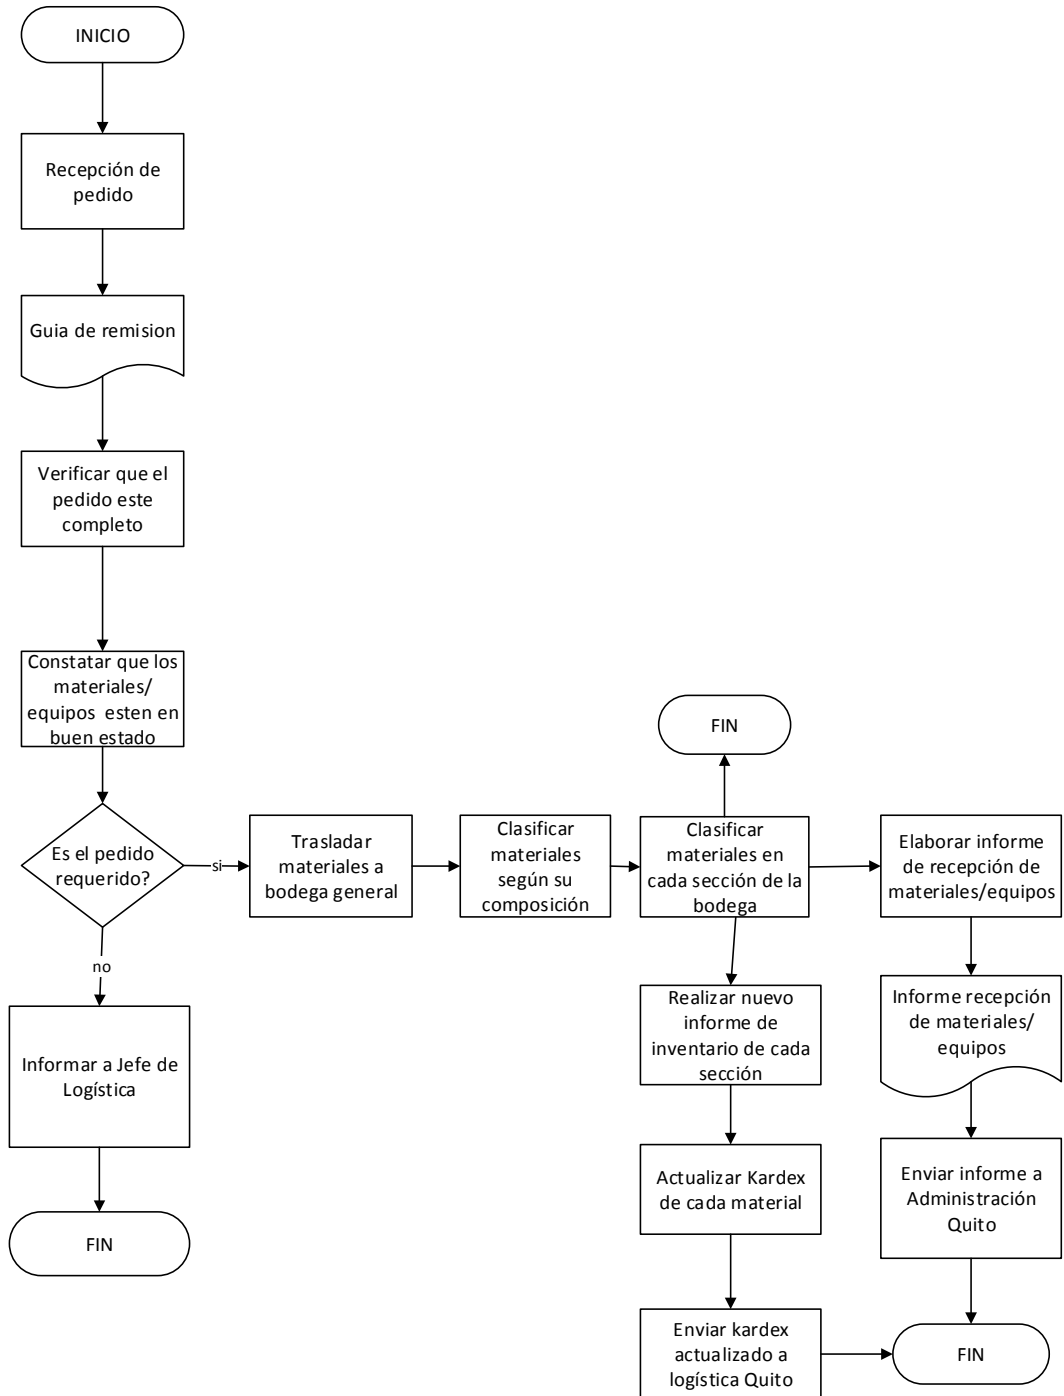 INICIO
Recepción de
pedido
Guia de remision
Verificar que el
pedido este
completo
Constatar que los
materiales/
equipos esten en
buen estado
Es el pedido
requerido?
si
no
Informar a Jefe de
Logística
FIN
Trasladar
materiales a
bodega general
Clasificar
materiales
según su
composición
Clasificar
materiales en
cada sección de la
bodega
FIN
Realizar nuevo
informe de
inventario de cada
sección
Actualizar Kardex
de cada material
Enviar kardex
actualizado a
logística Quito
Elaborar informe
de recepción de
materiales/equipos
Informe recepción
de materiales/
equipos
Enviar informe a
Administración
Quito
FIN